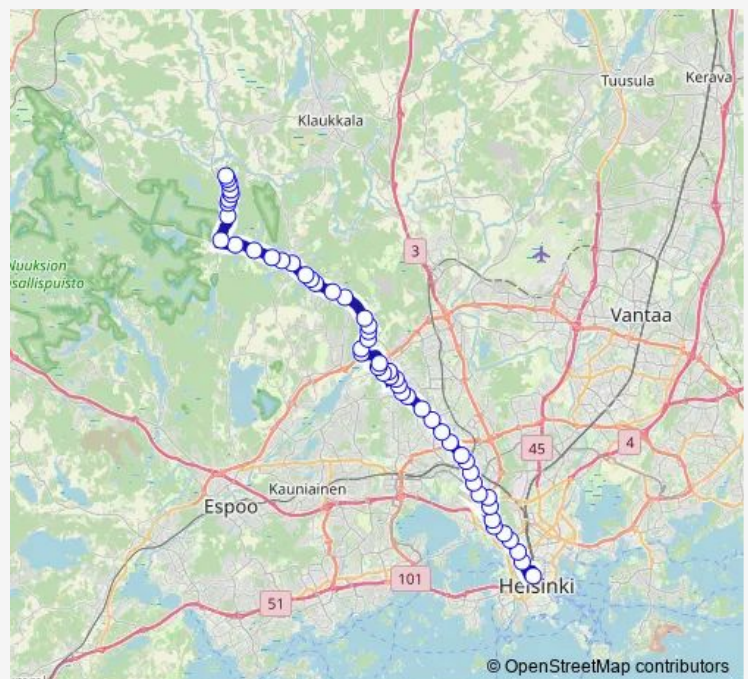 Tuusula
Kerava
Klaukkala
3
Nuuksion
sallispuisto
Vantaa
45
4
Kauniainen
Espoo
101
Helsinki
51
© OpenStreetMap contributors